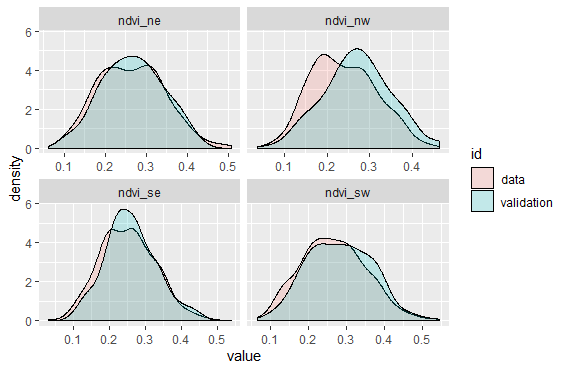 ndvi_ne
ndvi_nw
6
4
2
0
0.1 0.2 0.3 0.4 0.5
0.1 0.2 0.3 0.4
ndvi_se
ndvi_sw
6
4
2
0
0.1 0.2 0.3 0.4 0.5
0.1 0.2 0.3 0.4 0.5
density
value
id
data
validation